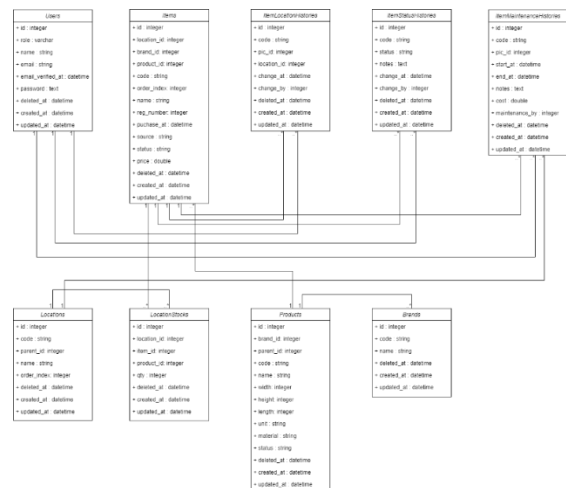 Users
+ id : integer
+ role : varchar
+ name : string
+ email : string
+ email_verified_at : datetime
+ password : text
+ deleted_at : datetime
+ created_at : datetime
+ updated_at : datetime
Items
+ id : integer
+ location_id : integer
+ brand_id : integer
+ product_id : integer
+ code : string
+ order_index : integer
+ name : string
+ reg_number : integer
+ puchase_at : datetime
+ source : string
+ status : string
+ price : double
+ deleted_at : datetime
+ created_at : datetime
+ updated_at : datetime
ItemLocationHistories
+ id : integer
+ code : string
+ pic_id : integer
+ location_id : integer
+ change_at : datetime
+ change_by : integer
+ deleted_at : datetime
+ created_at : datetime
+ updated_at : datetime
ItemStatusHistories
+ id : integer
+ code : string
+ status : string
+ notes : text
+ change_at : datetime
+ change_by : integer
+ deleted_at : datetime
+ created_at : datetime
+ updated_at : datetime
ItemMaintenanceHistories
+ id : integer
+ code : string
+ pic_id : integer
+ start_at : datetime
+ end_at : datetime
+ notes : text
+ cost : double
+ maintenance_by : integer
+ deleted_at : datetime
+ created_at : datetime
+ updated_at : datetime
Locations
+ id : integer
+ code : string
+ parent_id : integer
+ name : string
+ order_index : integer
+ deleted_at : datetime
+ created_at : datetime
+ updated_at : datetime
LocationStocks
+ id : integer
+ location_id : integer
+ item_id : integer
+ product_id : integer
+ qty : integer
+ deleted_at : datetime
+ created_at : datetime
+ updated_at : datetime
Products
+ id : integer
+ brand_id : integer
+ parent_id : integer
+ code : string
+ name : string
+ width : integer
+ height : integer
+ length : integer
+ unit : string
+ material : string
+ status : string
+ deleted_at : datetime
+ created_at : datetime
+ updated_at : datetime
Brands
+ id : integer
+ code : string
+ name : string
+ deleted_at : datetime
+ created_at : datetime
+ updated_at : datetime